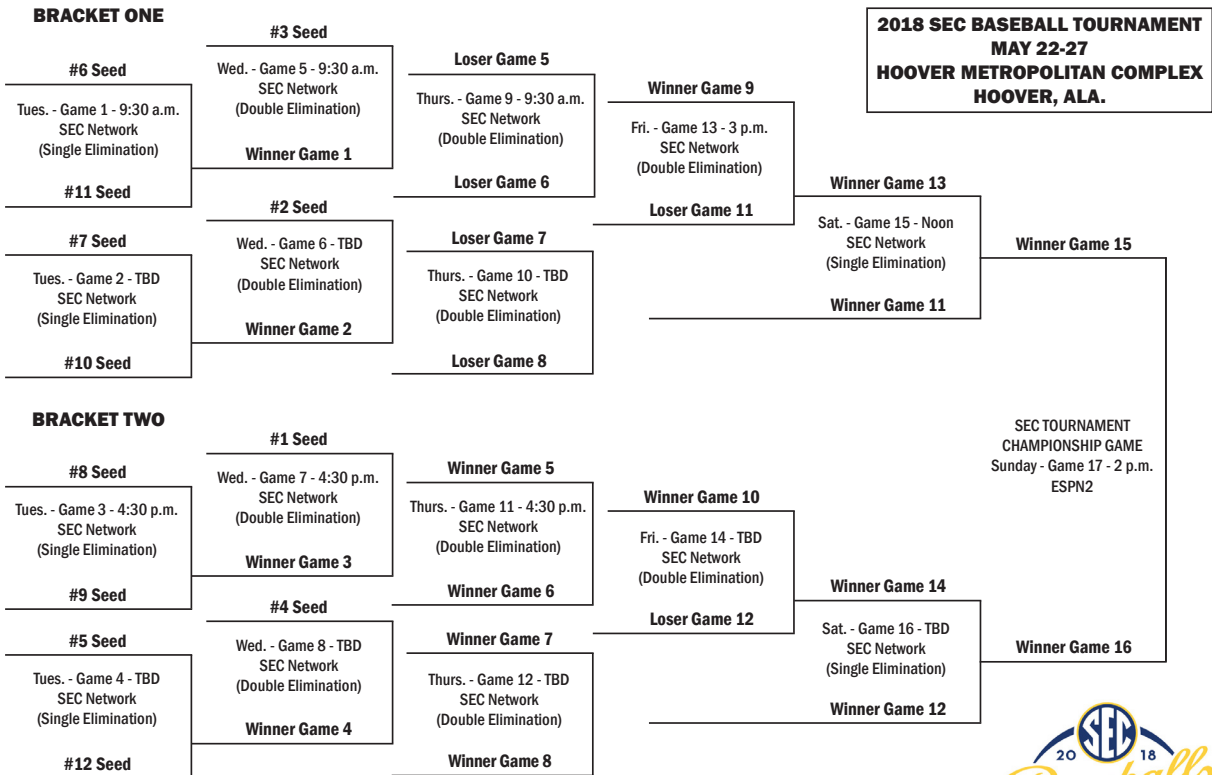 BRACKET ONE
#6 Seed
Tues. - Game 1 - 9:30 a.m.
SEC Network
(Single Elimination)
#11 Seed
#7 Seed
Tues. - Game 2 - TBD
SEC Network
(Single Elimination)
#10 Seed
#3 Seed
Wed. - Game 5 - 9:30 a.m.
SEC Network
(Double Elimination)
Winner Game 1
#2 Seed
Wed. - Game 6 - TBD
SEC Network
(Double Elimination)
Winner Game 2
Loser Game 5
Thurs. - Game 9 - 9:30 a.m.
SEC Network
(Double Elimination)
Loser Game 6
Loser Game 7
Thurs. - Game 10 - TBD
SEC Network
(Double Elimination)
Loser Game 8
Winner Game 9
Fri. - Game 13 - 3 p.m.
SEC Network
(Double Elimination)
Loser Game 11
Winner Game 13
Sat. - Game 15 - Noon
SEC Network
(Single Elimination)
Winner Game 11
Winner Game 15
2018 SEC BASEBALL TOURNAMENT
MAY 22-27
HOOVER METROPOLITAN COMPLEX
HOOVER, ALA.
BRACKET TWO
#8 Seed
Tues. - Game 3 - 4:30 p.m.
SEC Network
(Single Elimination)
#9 Seed
#5 Seed
Tues. - Game 4 - TBD
SEC Network
(Single Elimination)
#12 Seed
#1 Seed
Wed. - Game 7 - 4:30 p.m.
SEC Network
(Double Elimination)
Winner Game 3
#4 Seed
Wed. - Game 8 - TBD
SEC Network
(Double Elimination)
Winner Game 4
Winner Game 5
Thurs. - Game 11 - 4:30 p.m.
SEC Network
(Double Elimination)
Winner Game 6
Winner Game 7
Thurs. - Game 12 - TBD
SEC Network
(Double Elimination)
Winner Game 8
Winner Game 10
Fri. - Game 14 - TBD
SEC Network
(Double Elimination)
Loser Game 12
Winner Game 14
Sat. - Game 16 - TBD
SEC Network
(Single Elimination)
Winner Game 12
SEC TOURNAMENT
CHAMPIONSHIP GAME
Sunday - Game 17 - 2 p.m.
ESPN2
Winner Game 16
SEC
20 18